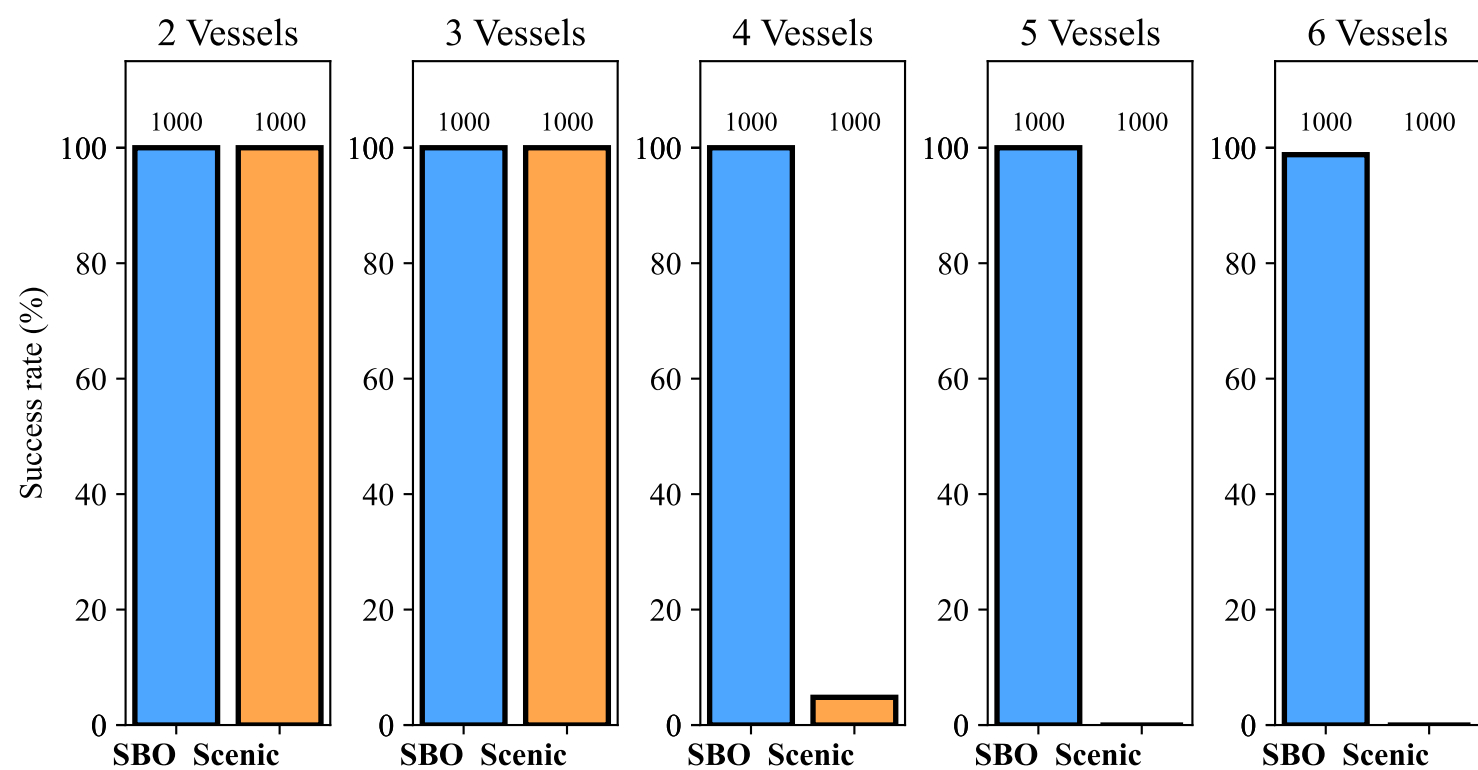 2 Vessels 3 Vessels 4 Vessels 5 Vessels 6 Vessels
1000 1000 1000 1000 1000 1000 1000 1000 1000 1000
100 100 100 100 100
80 80 80 80 80
60 60 60 60 60
Success rate (%)
40 40 40 40 40
20 20 20 20 20
0 0 0 0 0
SBO Scenic SBO Scenic SBO Scenic SBO Scenic SBO Scenic